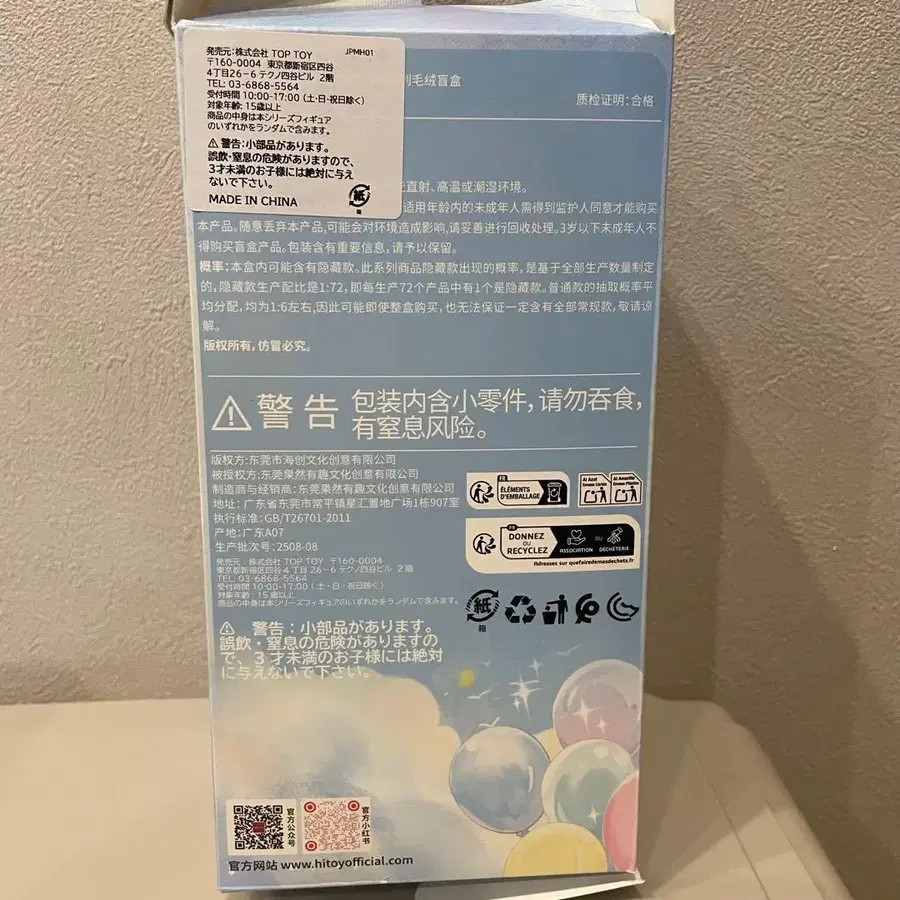 発売元：株式会社 TOP TOY JPMH01
〒160-0004 東京都新宿区四谷
4丁目26-6 テクノ四谷ビル 2階
TEL: 03-6868-5564
受付時間 10:00-17:00（土・日・祝日除く）
対象年齢：15歳以上
商品の中身は本シリーズフィギュア
のいずれかをランダムで含みます。
⚠ 警告：小部品があります。
誤飲・窒息の危険がありますので、
3才未満のお子様には絶対に与え
ないで下さい。
MADE IN CHINA
紙
箱
列毛绒盲盒
质检证明：合格
直射、高温或潮湿环境。
适用年龄内的未成年人需得到监护人同意才能购买
本产品。随意丢弃本产品，可能会对环境造成影响，请妥善进行回收处理。3岁以下未成年人不
得购买盲盒产品。包装含有重要信息，请予以保留。
概率：本盒内可能含有隐藏款。此系列商品隐藏款出现的概率，是基于全部生产数量制定
的，隐藏款生产配比是1:72，即每生产72个产品中有1个是隐藏款。普通款的抽取概率平
均分配，均为1:6左右，因此可能即使整盒购买，也无法保证一定含有全部常规款，敬请谅
解。
版权所有，仿冒必究。
⚠ 警告 包装内含小零件，请勿吞食，
有窒息风险。
版权方：东莞市海创文化创意有限公司
被授权方：东莞果然有趣文化创意有限公司
制造商与经销商：东莞果然有趣文化创意有限公司
地址：广东省东莞市常平镇星汇置地广场1栋907室
执行标准：GB/T26701-2011
产地：广东A07
生产批次号：2508-08
発売元：株式会社 TOP TOY 〒160-0004
東京都新宿区四谷4丁目26-6テクノ四谷ビル 2階
TEL: 03-6868-5564
受付時間 10:00-17:00（土・日・祝日除く）
対象年齢：15歳以上
商品の中身は本シリーズフィギュアのいずれかをランダムで含みます。
⚠ 警告：小部品があります。
誤飲・窒息の危険がありますの
で、3才未満のお子様には絶対
に与えないで下さい。
FR
ÉLÉMENTS
D'EMBALLAGE
Al Azul
Envase Cartón
Al Amarillo
Envase Plástico
FR
DONNEZ
OU
RECYCLEZ
ASSOCIATION
OU
DÉCHÈTERIE
Adresses sur quefairedemesdechets.fr
紙
箱
官方公众号
官方小红书
官方网站 www.hitoyofficial.com